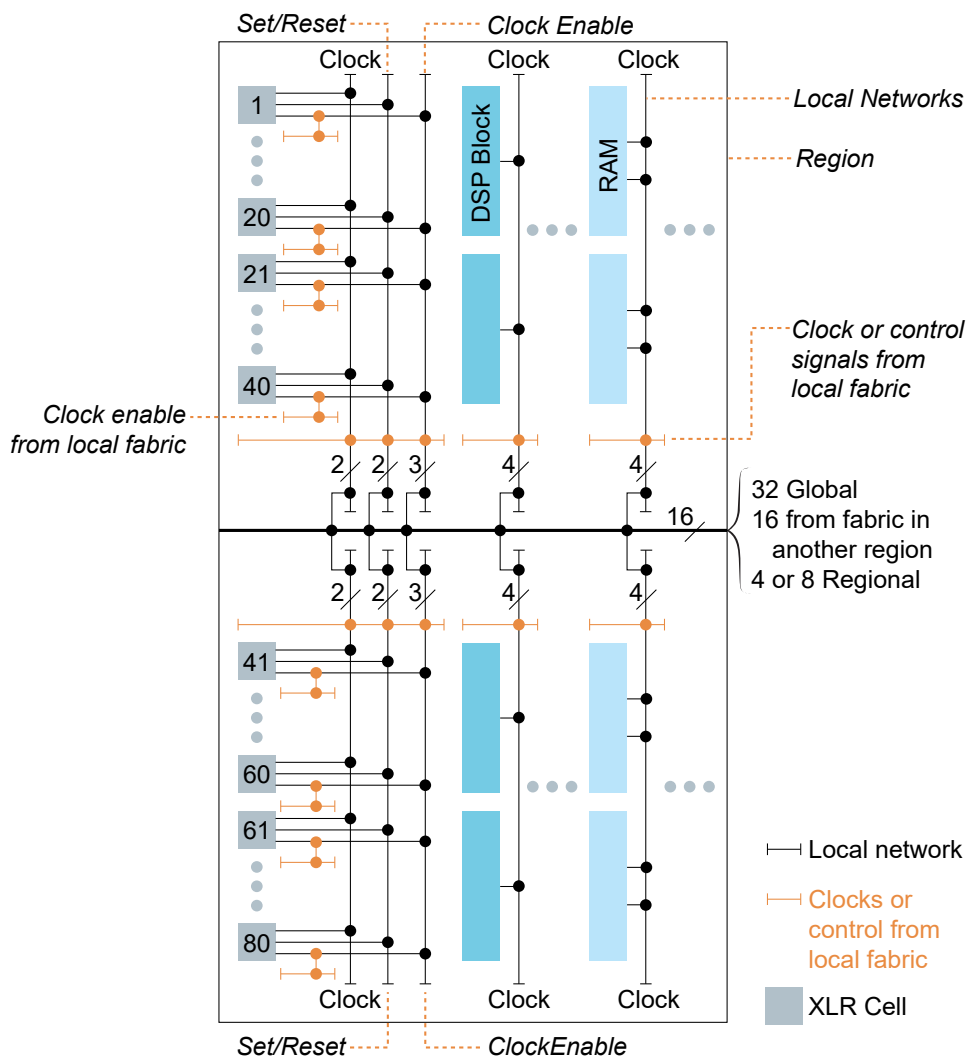 Set/Reset
Clock Enable
Clock
Clock
Clock
1
DSP Block
RAM
Local Networks
Region
20
21
40
Clock or control
signals from
local fabric
Clock enable
from local fabric
2
2
3
4
4
16
32 Global
16 from fabric in
another region
4 or 8 Regional
2
2
3
4
4
41
60
61
80
Local network
Clocks or
control from
local fabric
XLR Cell
Clock
Clock
Clock
Set/Reset
ClockEnable